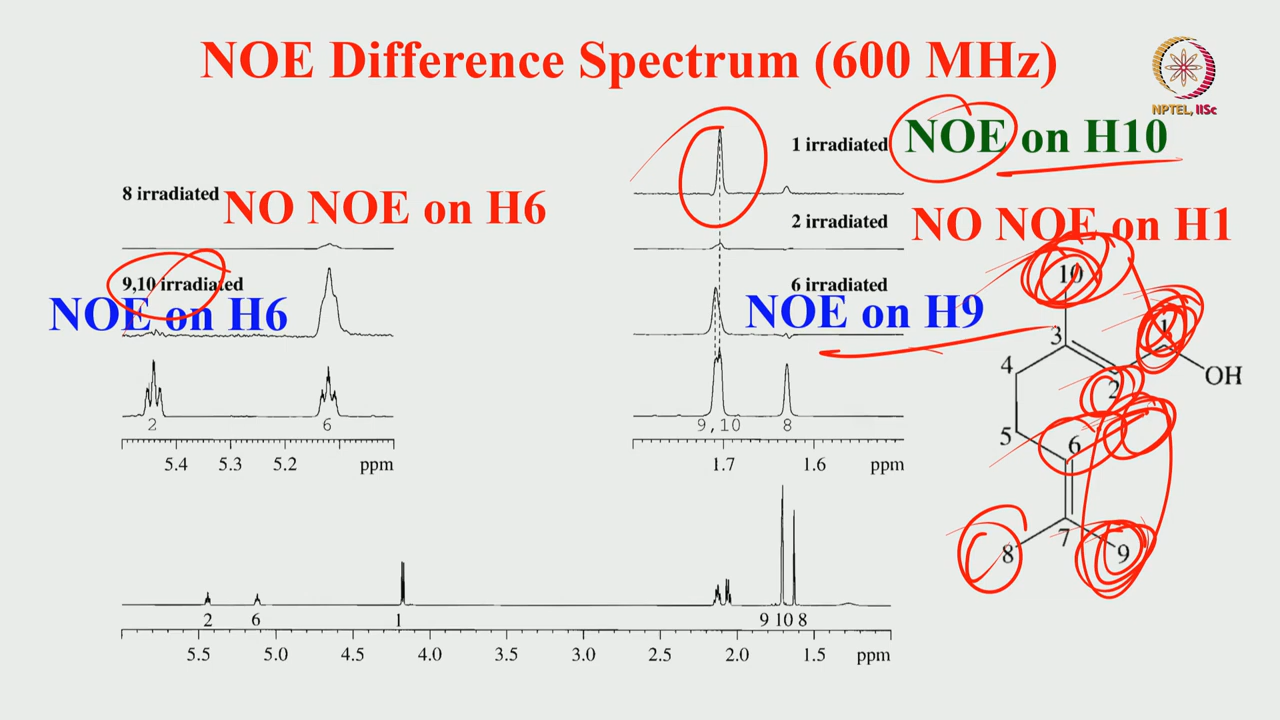 NOE Difference Spectrum (600 MHz)
NPTEL, IISc
1 irradiated
NOE on H10
8 irradiated
NO NOE on H6
2 irradiated
NO NOE on H1
9,10 irradiated
NOE on H6
6 irradiated
NOE on H9
10
1
3
2
OH
4
5
6
7
8
9
2 6
9,10 8
5.4 5.3 5.2 ppm
1.7 1.6 ppm
2 6 1 9 10 8
5.5 5.0 4.5 4.0 3.5 3.0 2.5 2.0 1.5 ppm